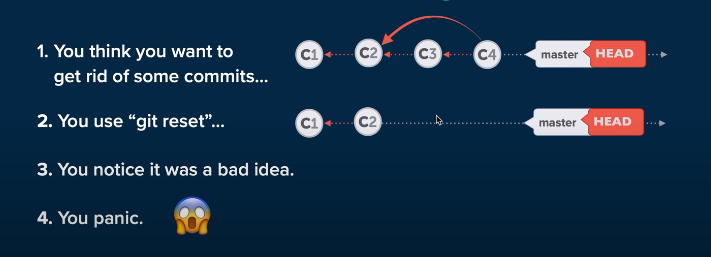 1. You think you want to
get rid of some commits...
C1 C2 C3 C4 master HEAD
2. You use “git reset”...
C1 C2 master HEAD
3. You notice it was a bad idea.
4. You panic.